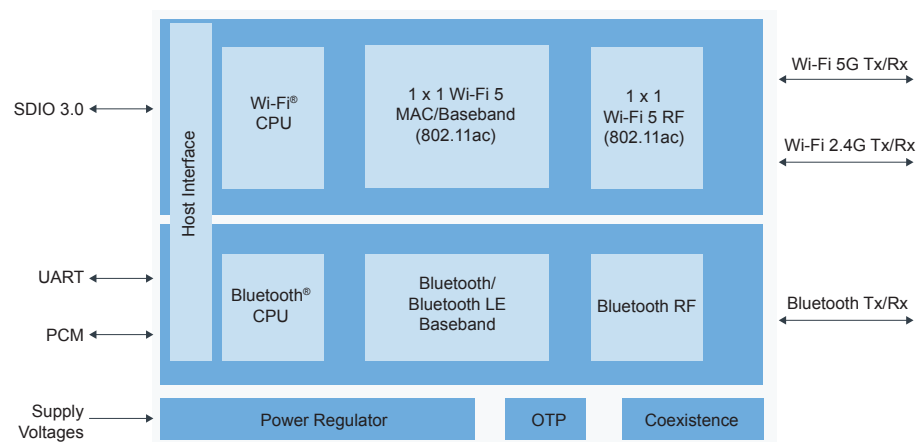 SDIO 3.0
UART
PCM
Supply
Voltages
Host Interface
Wi-Fi®
CPU
1 x 1 Wi-Fi 5
MAC/Baseband
(802.11ac)
1 x 1
Wi-Fi 5 RF
(802.11ac)
Wi-Fi 5G Tx/Rx
Wi-Fi 2.4G Tx/Rx
Bluetooth®
CPU
Bluetooth/
Bluetooth LE
Baseband
Bluetooth RF
Bluetooth Tx/Rx
Power Regulator
OTP
Coexistence